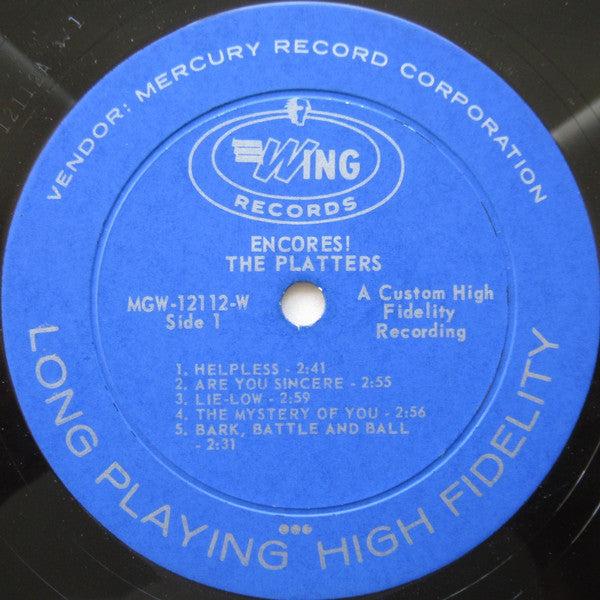 VENDOR: MERCURY RECORD CORPORATION
WING
RECORDS
ENCORES!
THE PLATTERS
MGW-12112-W
Side 1
A Custom High
Fidelity
Recording
1. HELPLESS - 2:41
2. ARE YOU SINCERE - 2:55
3. LIE-LOW - 2:59
4. THE MYSTERY OF YOU - 2:56
5. BARK, BATTLE AND BALL
- 2:31
LONG PLAYING HIGH FIDELITY